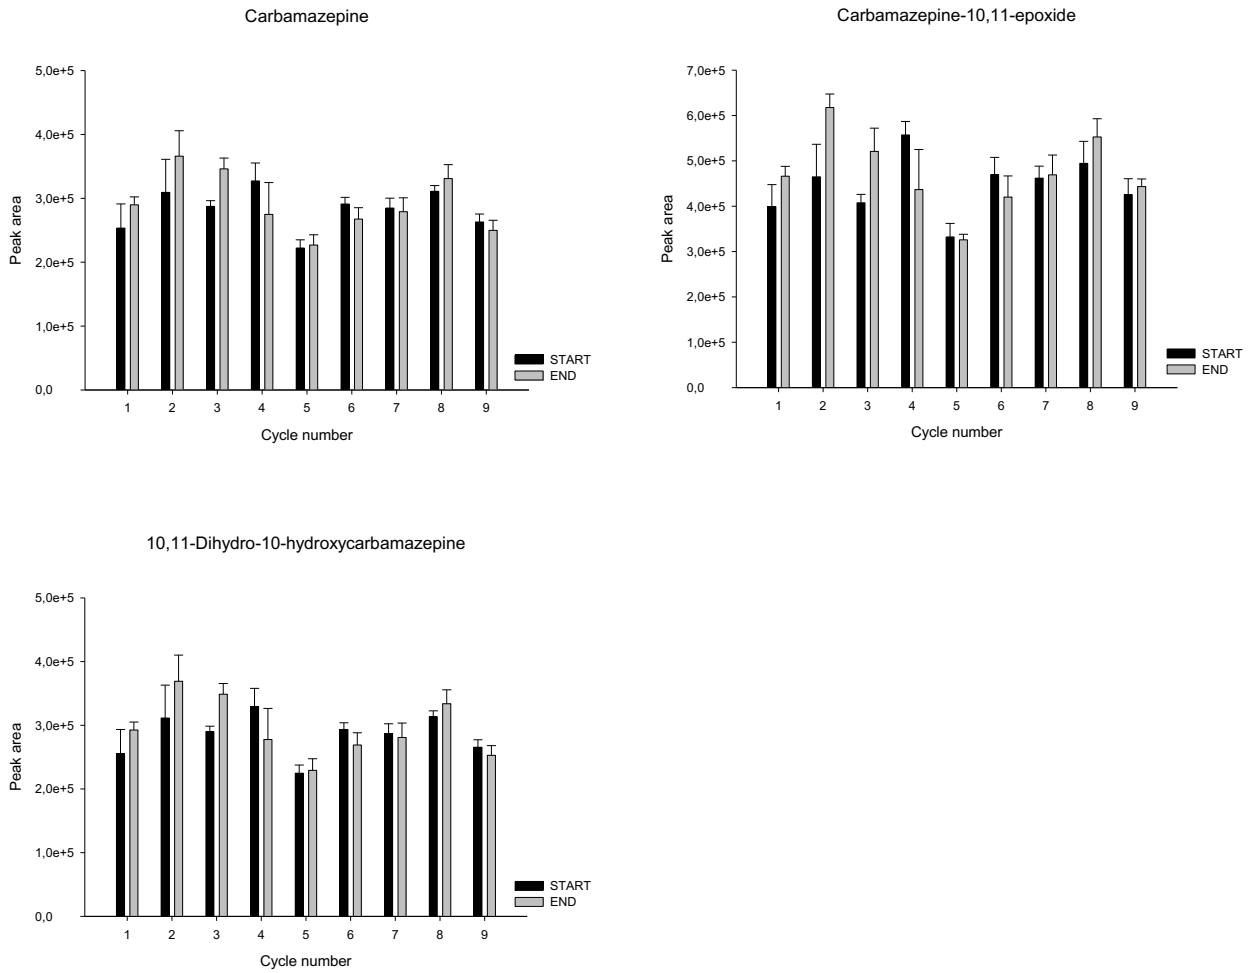 Carbamazepine
5,0e+5
4,0e+5
3,0e+5
2,0e+5
1,0e+5
0,0
Peak area
1 2 3 4 5 6 7 8 9
Cycle number
START
END
Carbamazepine-10,11-epoxide
7,0e+5
6,0e+5
5,0e+5
4,0e+5
3,0e+5
2,0e+5
1,0e+5
0,0
Peak area
1 2 3 4 5 6 7 8 9
Cycle number
START
END
10,11-Dihydro-10-hydroxycarbamazepine
5,0e+5
4,0e+5
3,0e+5
2,0e+5
1,0e+5
0,0
Peak area
1 2 3 4 5 6 7 8 9
Cycle number
START
END